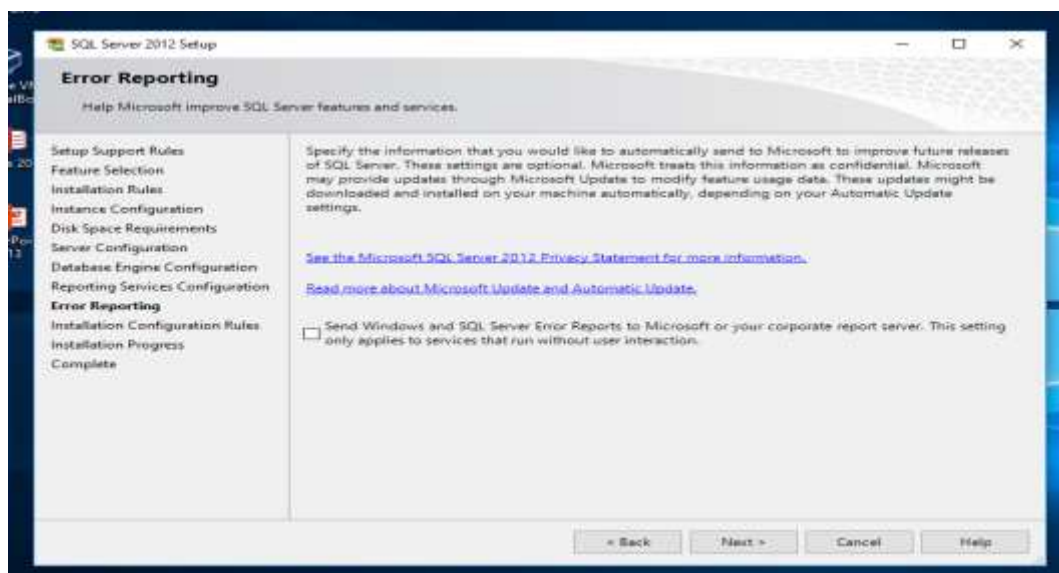 SQL Server 2012 Setup
Error Reporting
Help Microsoft improve SQL Server features and services.
Setup Support Rules
Feature Selection
Installation Rules
Instance Configuration
Disk Space Requirements
Server Configuration
Database Engine Configuration
Reporting Services Configuration
Error Reporting
Installation Configuration Rules
Installation Progress
Complete
Specify the information that you would like to automatically send to Microsoft to improve future releases
of SQL Server. These settings are optional. Microsoft treats this information as confidential. Microsoft
may provide updates through Microsoft Update to modify feature usage data. These updates might be
downloaded and installed on your machine automatically, depending on your Automatic Update
settings.
See the Microsoft SQL Server 2012 Privacy Statement for more information.
Read more about Microsoft Update and Automatic Update.
Send Windows and SQL Server Error Reports to Microsoft or your corporate report server. This setting
only applies to services that run without user interaction.
< Back
Next >
Cancel
Help